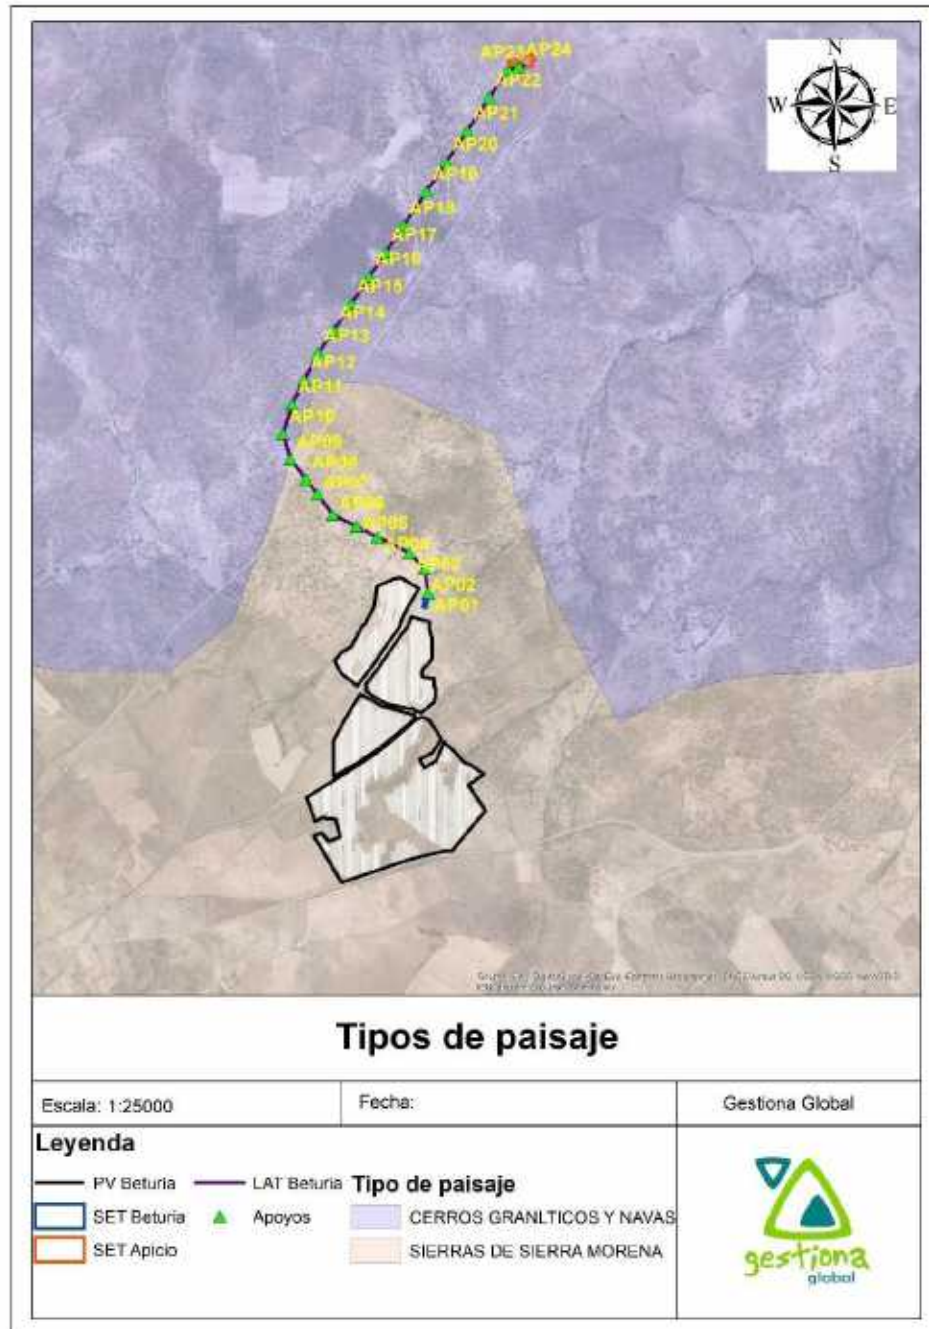 AP23 AP24
N
AP22
W E
AP21
S
AP20
AP19
AP18
AP17
AP16
AP15
AP14
AP13
AP12
AP11
AP10
AP09
AP08
AP07
AP06
AP05
AP04
AP03
AP02
AP01
Tipos de paisaje
Escala: 1:25000
Fecha:
Gestiona Global
Leyenda
PV Beturia
LAT Beturia
Tipo de paisaje
SET Beturia
Apoyos
CERROS GRANLTICOS Y NAVAS
SET Apicio
SIERRAS DE SIERRA MORENA
gestiona
global